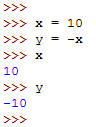 >>>
>>> x = 10
>>> y = -x
>>> x
10
>>> y
-10
>>>